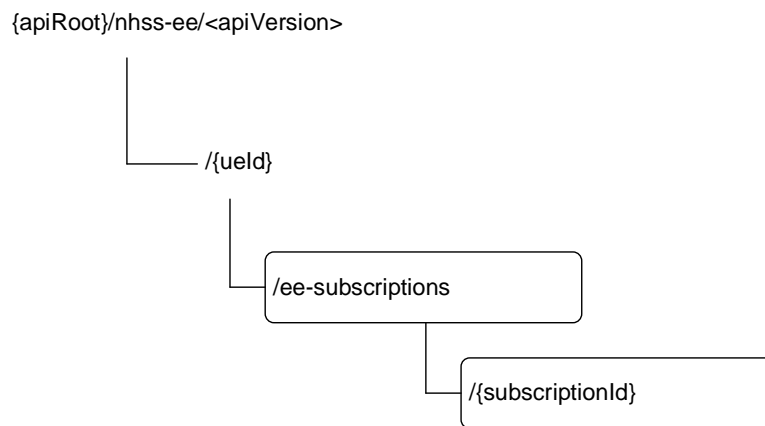 {apiRoot}/nhss-ee/<apiVersion>
/{ueId}
/ee-subscriptions
/{subscriptionId}